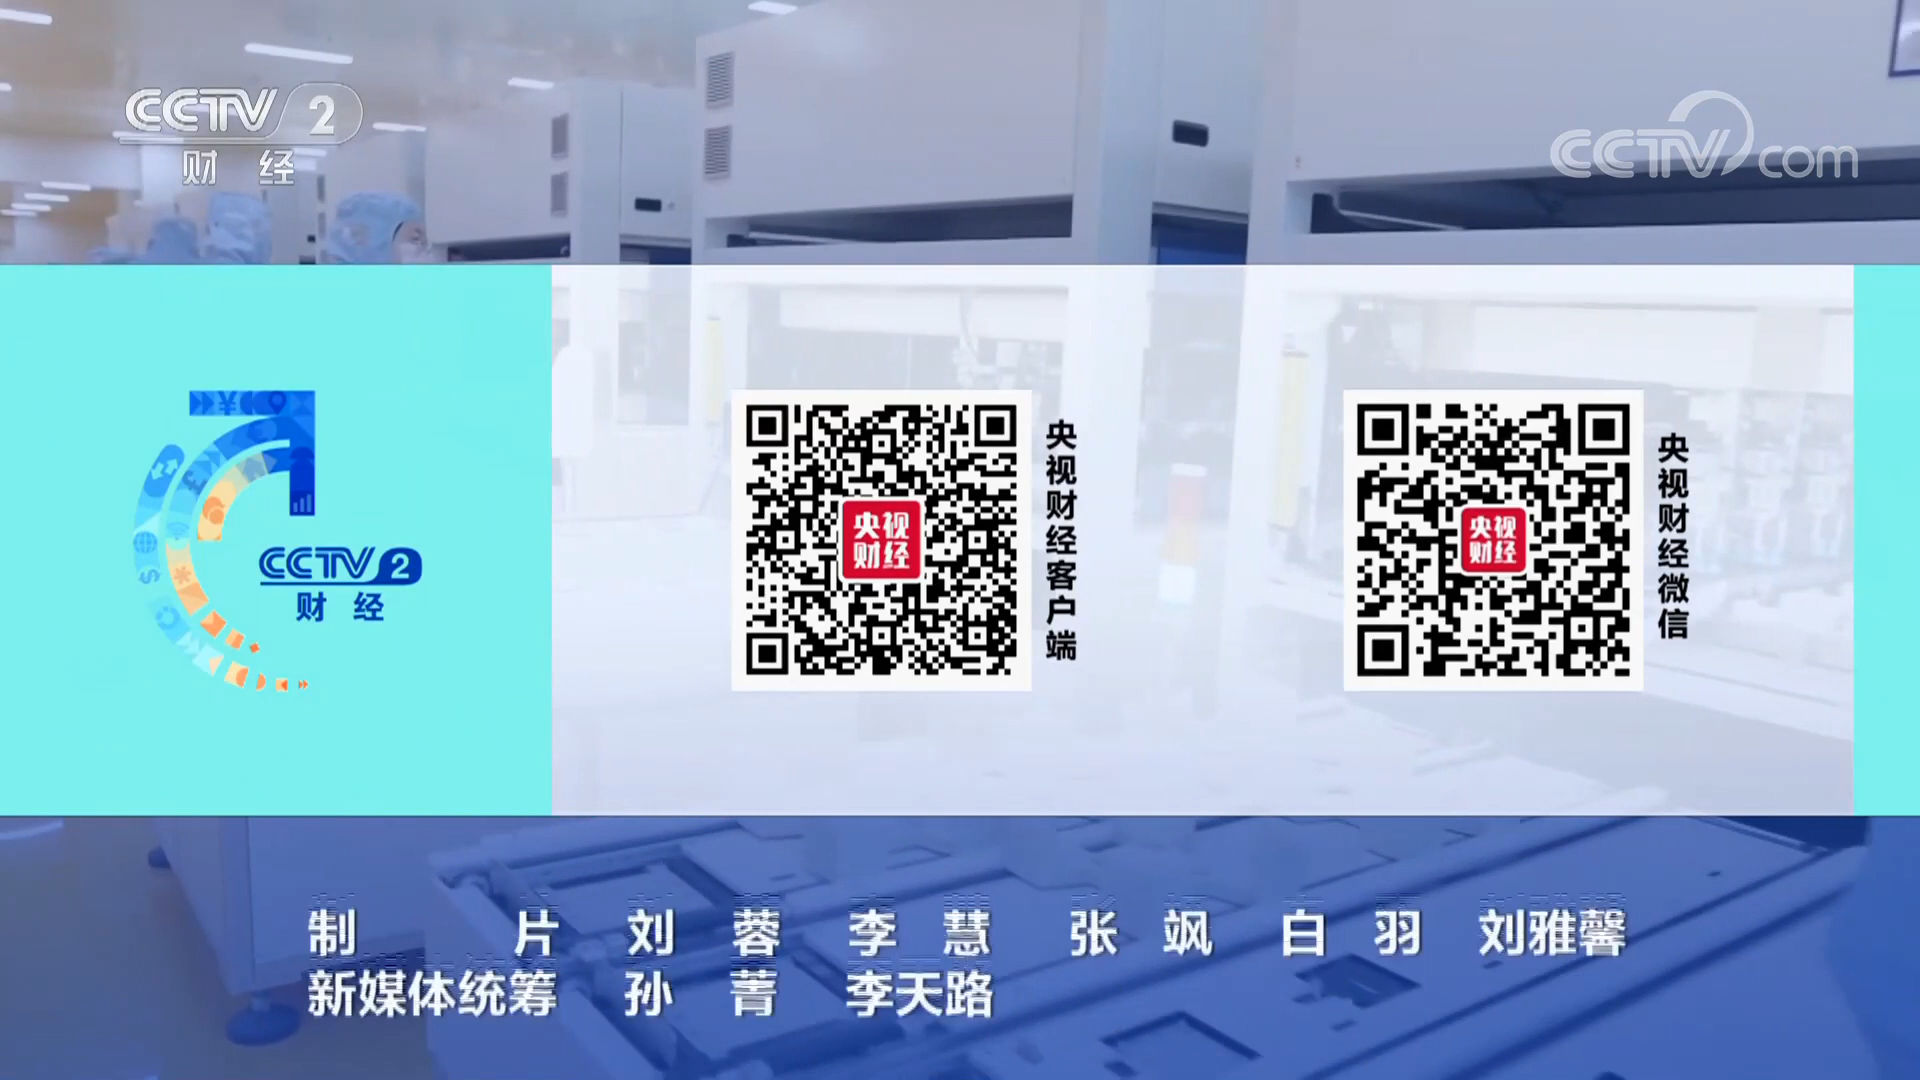 CCTV 2
财 经
CCTV com
CCTV 2
财 经
央视
财经
央视财经客户端
央视
财经
央视财经微信
制 片 刘 蓉 李 慧 张 飒 白 羽 刘雅馨
新媒体统筹 孙 菁 李天路